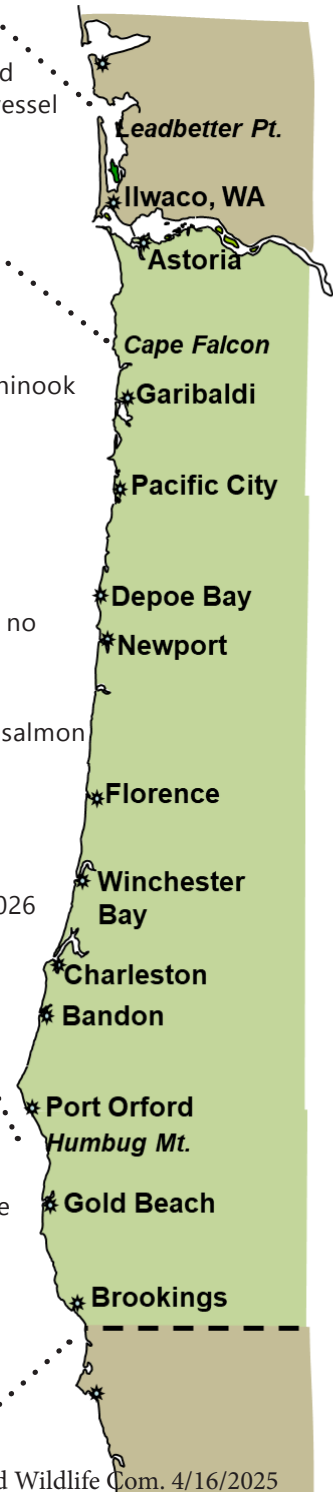 d
essel
Leadbetter Pt.
Ilwaco, WA
Astoria
Cape Falcon
hinook
Garibaldi
Pacific City
Depoe Bay
no
Newport
salmon
Florence
Winchester
Bay
026
Charleston
Bandon
Port Orford
Humbug Mt.
e
Gold Beach
Brookings
d Wildlife Com. 4/16/2025